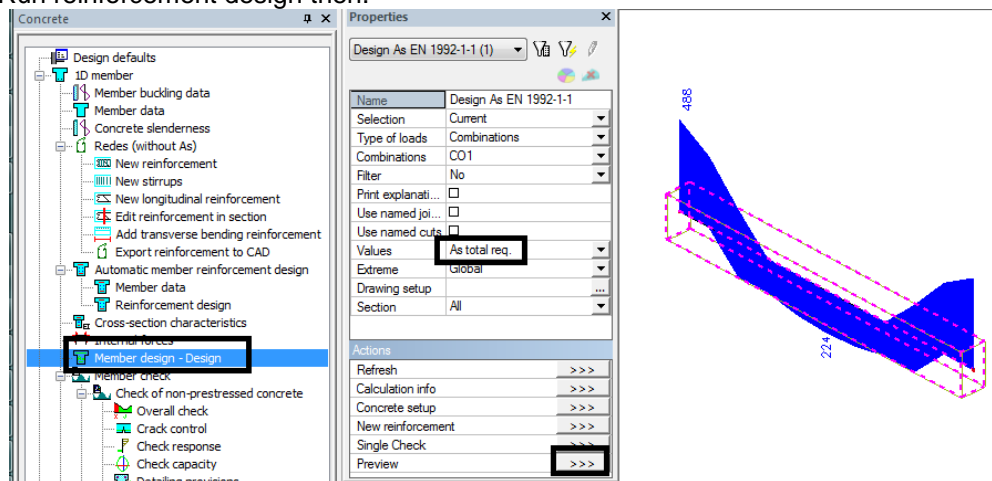 Run reinforcement design then:
Concrete
Design defaults
1D member
Member buckling data
Member data
Concrete slenderness
Redes (without As)
New reinforcement
New stirrups
New longitudinal reinforcement
Edit reinforcement in section
Add transverse bending reinforcement
Export reinforcement to CAD
Automatic member reinforcement design
Member data
Reinforcement design
Cross-section characteristics
Internal forces
Member design - Design
Member check
Check of non-prestressed concrete
Overall check
Crack control
Check response
Check capacity
Detailing provisions
Properties
Design As EN 1992-1-1 (1)
Name Design As EN 1992-1-1
Selection Current
Type of loads Combinations
Combinations CO1
Filter No
Print explanati...
Use named joi...
Use named cuts
Values As total req.
Extreme Global
Drawing setup ...
Section All
Actions
Refresh >>>
Calculation info >>>
Concrete setup >>>
New reinforcement >>>
Single Check >>>
Preview >>>
488
224